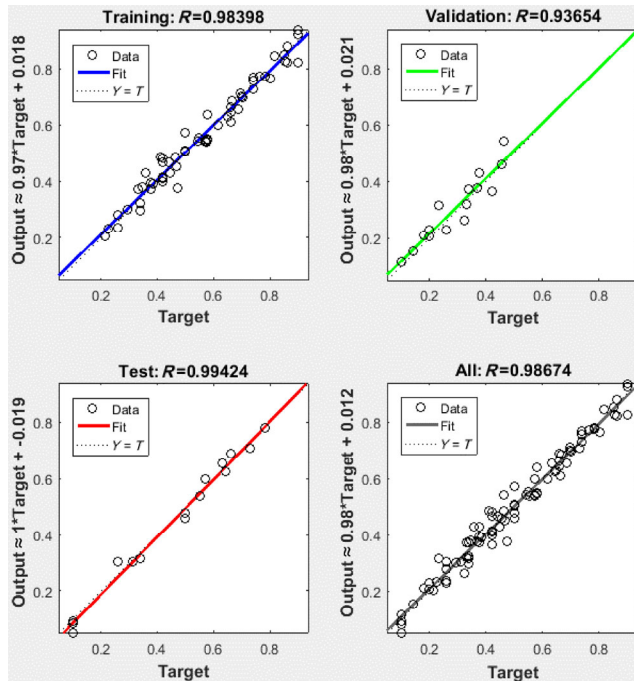 Training: R=0.98398
Output ≈ 0.97*Target + 0.018
0.8
0.6
0.4
0.2
Data
Fit
Y = T
0.2 0.4 0.6 0.8
Target
Validation: R=0.93654
Output ≈ 0.98*Target + 0.021
0.8
0.6
0.4
0.2
Data
Fit
Y = T
0.2 0.4 0.6 0.8
Target
Test: R=0.99424
Output ≈ 1*Target + -0.019
0.8
0.6
0.4
0.2
Data
Fit
Y = T
0.2 0.4 0.6 0.8
Target
All: R=0.98674
Output ≈ 0.98*Target + 0.012
0.8
0.6
0.4
0.2
Data
Fit
Y = T
0.2 0.4 0.6 0.8
Target